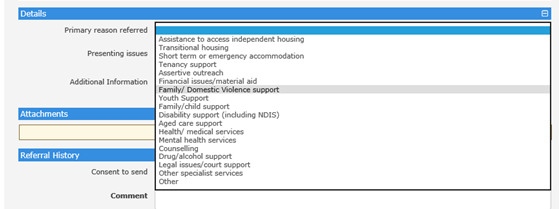 Details
Primary reason referred
Assistance to access independent housing
Transitional housing
Presenting issues
Short term or emergency accommodation
Tenancy support
Assertive outreach
Additional Information
Financial issues/material aid
Family/ Domestic Violence support
Youth Support
Family/child support
Attachments
Disability support (including NDIS)
Aged care support
Health/ medical services
Mental health services
Counselling
Referral History
Drug/alcohol support
Legal issues/court support
Consent to send
Other specialist services
Other
Comment